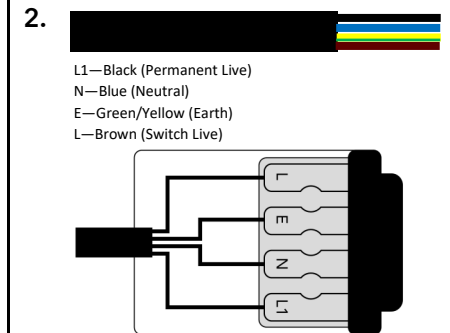 2.
L1—Black (Permanent Live)
N—Blue (Neutral)
E—Green/Yellow (Earth)
L—Brown (Switch Live)
L
E
N
L1